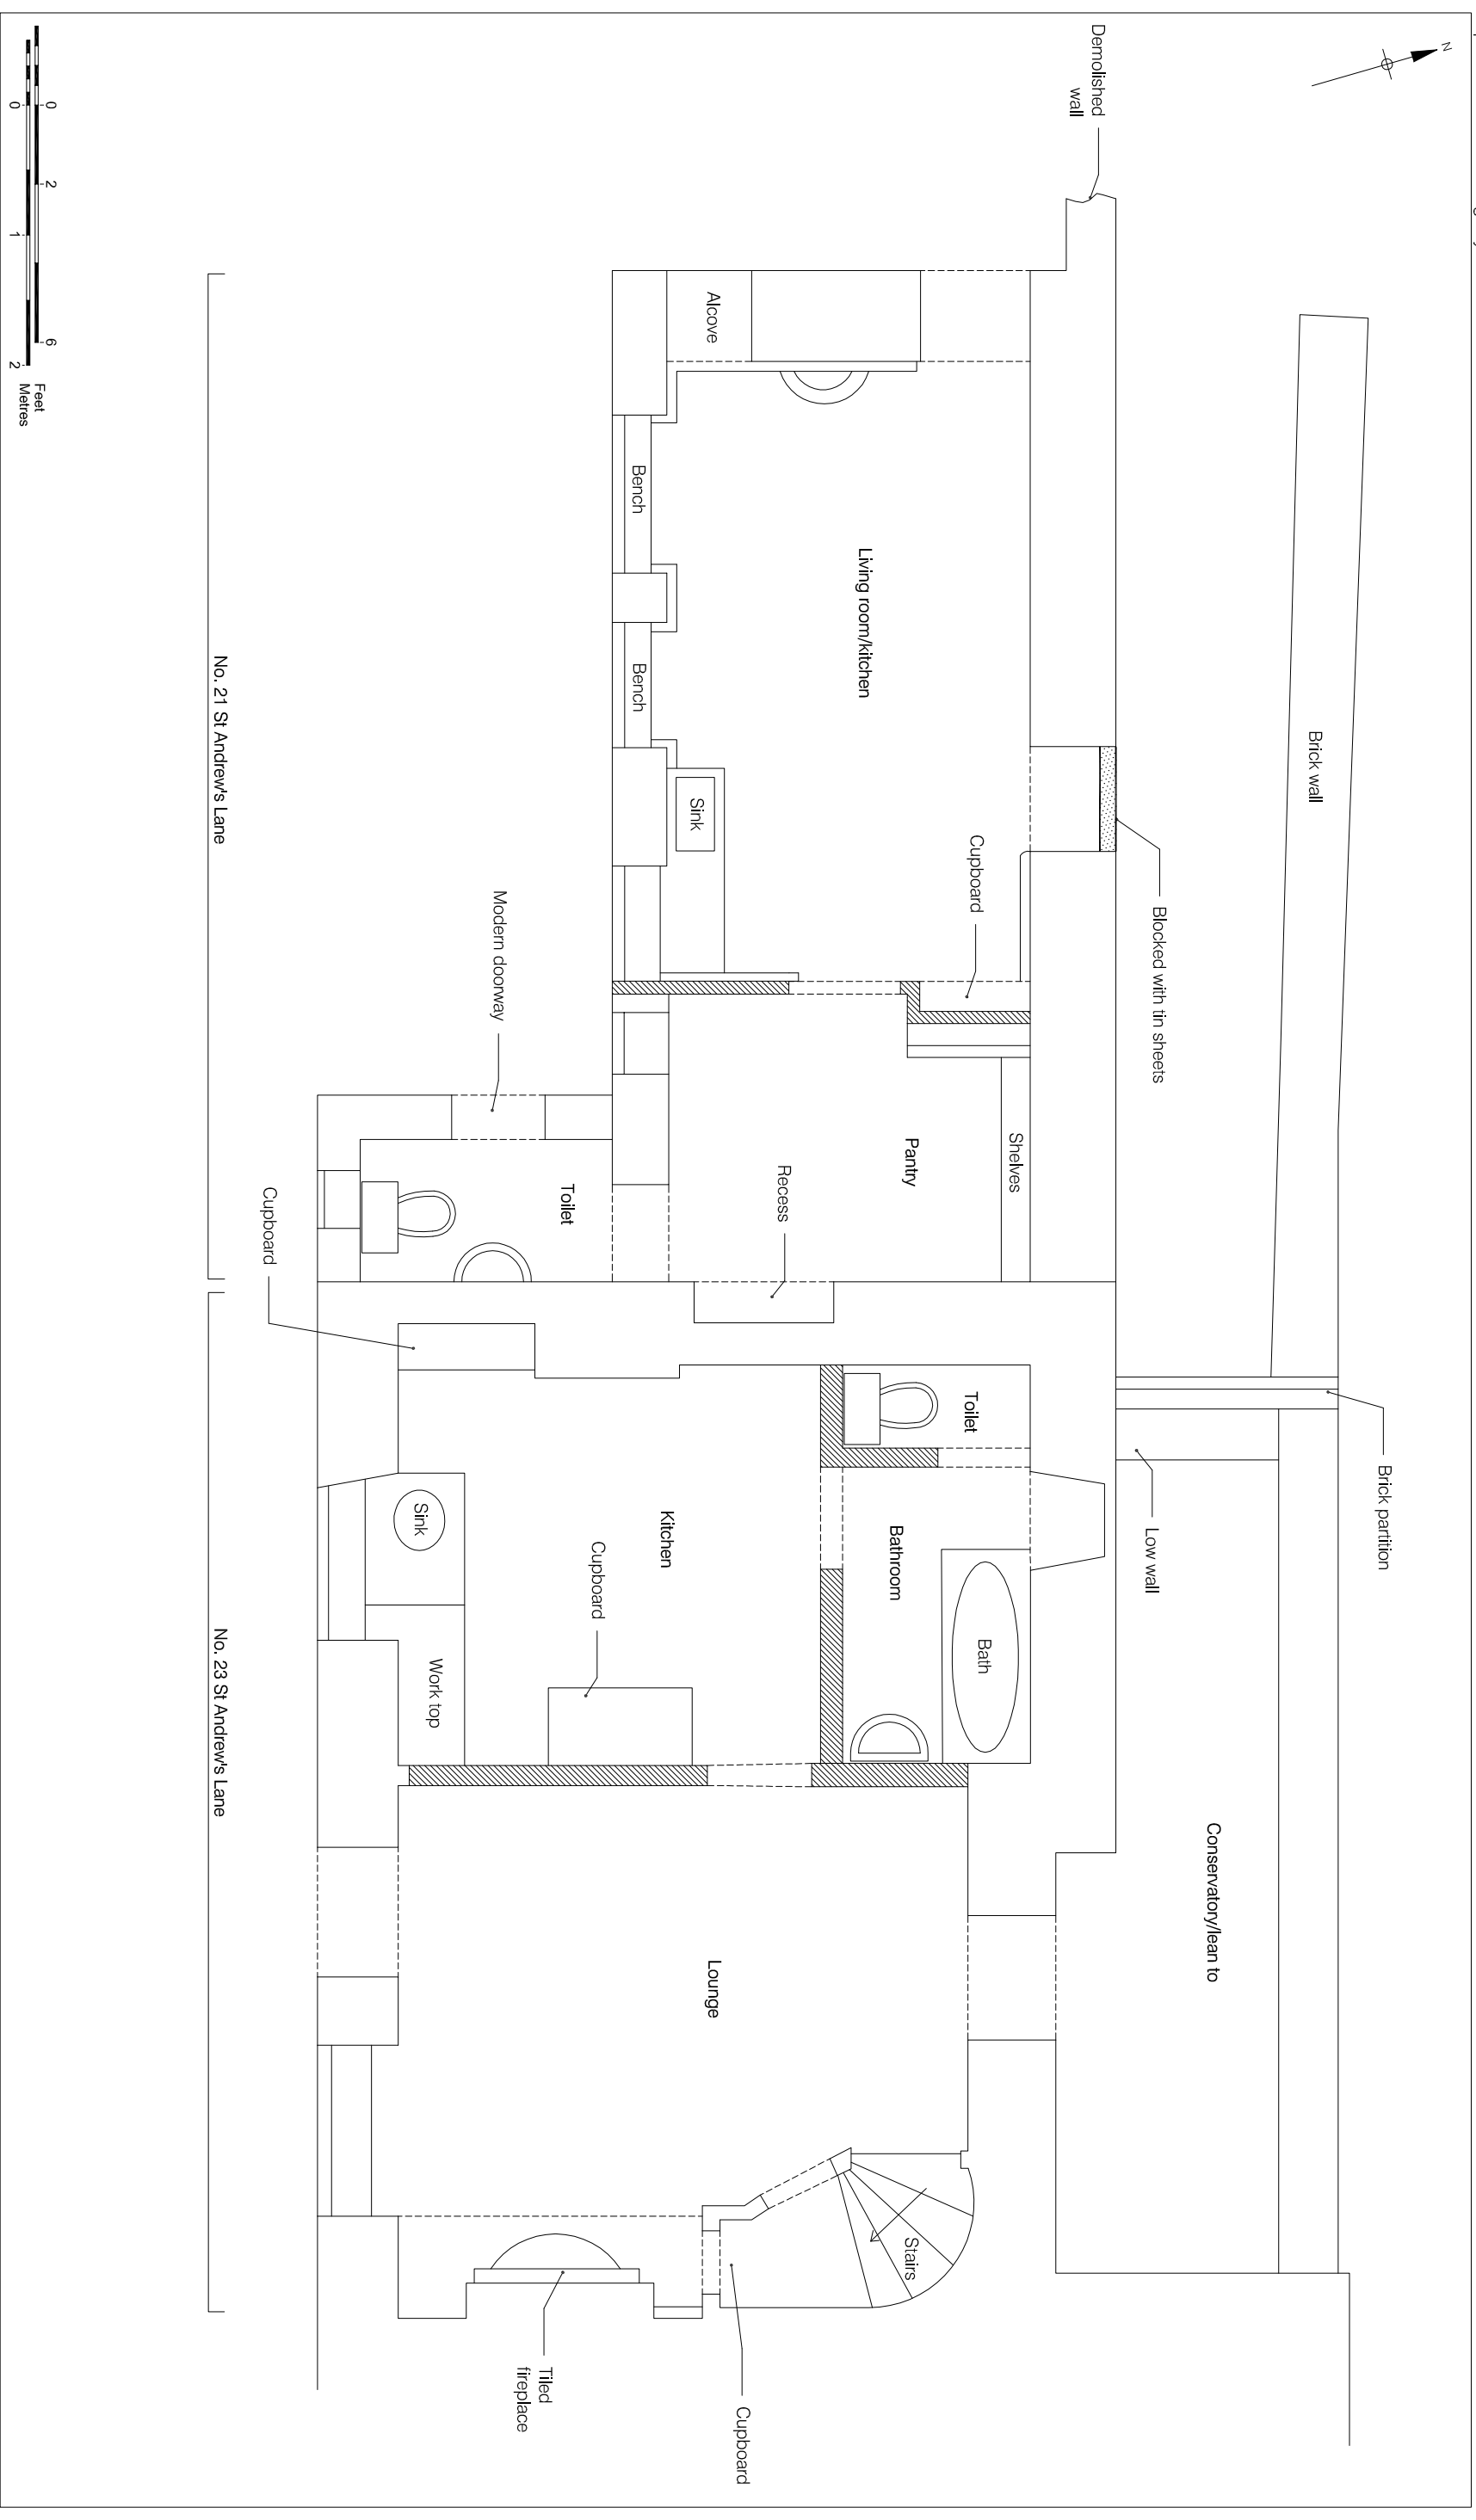 N
Demolished
wall
Brick wall
Blocked with tin sheets
Brick partition
Low wall
Conservatory/lean to
Alcove
Bench
Bench
Living room/kitchen
Sink
Cupboard
Pantry
Shelves
Recess
Modern doorway
Toilet
Cupboard
Toilet
Bathroom
Bath
Kitchen
Cupboard
Sink
Work top
Lounge
Stairs
Tiled
fireplace
Cupboard
No. 21 St Andrew's Lane
No. 23 St Andrew's Lane
0 2 6 Feet
0 1 2 Metres